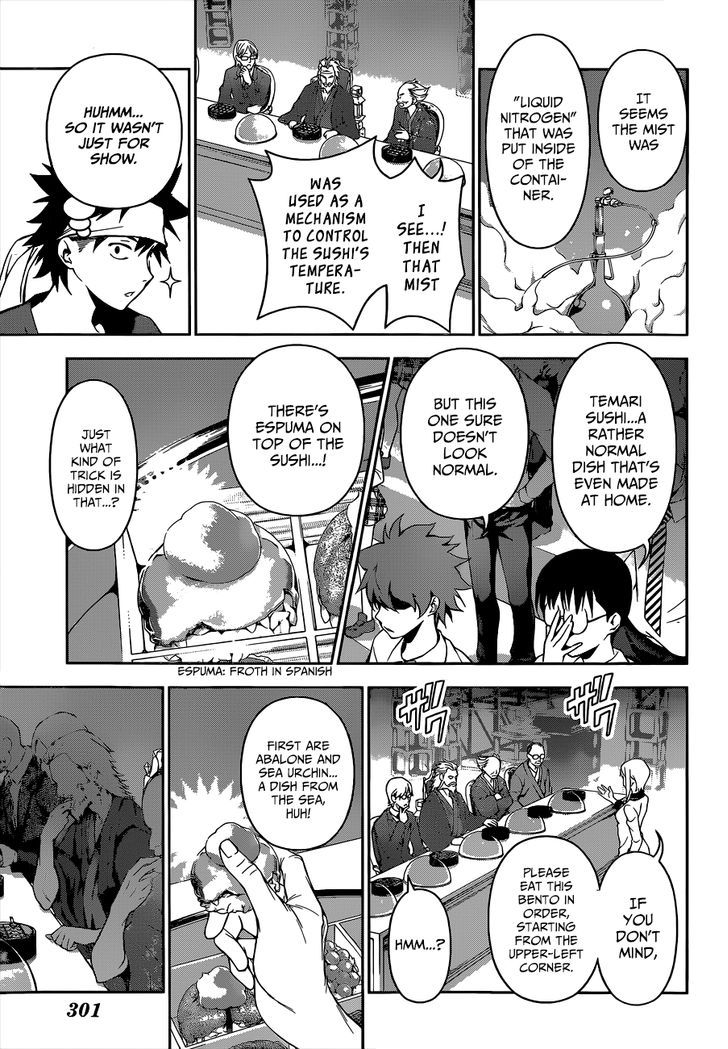 IT
SEEMS
THE MIST
WAS
"LIQUID
NITROGEN"
THAT WAS
PUT INSIDE
OF THE
CONTAI-
NER.
I
SEE...!
THEN
THAT
MIST
WAS
USED AS A
MECHANISM
TO CONTROL
THE SUSHI'S
TEMPERA-
TURE.
HUHMM...
SO IT WASN'T
JUST FOR
SHOW.
TEMARI
SUSHI...A
RATHER
NORMAL
DISH THAT'S
EVEN MADE
AT HOME.
BUT THIS
ONE SURE
DOESN'T
LOOK
NORMAL.
THERE'S
ESPUMA ON
TOP OF THE
SUSHI...!
JUST
WHAT
KIND OF
TRICK IS
HIDDEN IN
THAT...?
ESPUMA: FROTH IN SPANISH
ザワ
ザワ
IF
YOU
DON'T
MIND,
PLEASE
EAT THIS
BENTO IN
ORDER,
STARTING
FROM THE
UPPER-LEFT
CORNER.
HMM...?
FIRST ARE
ABALONE AND
SEA URCHIN...
A DISH FROM
THE SEA,
HUH!
301